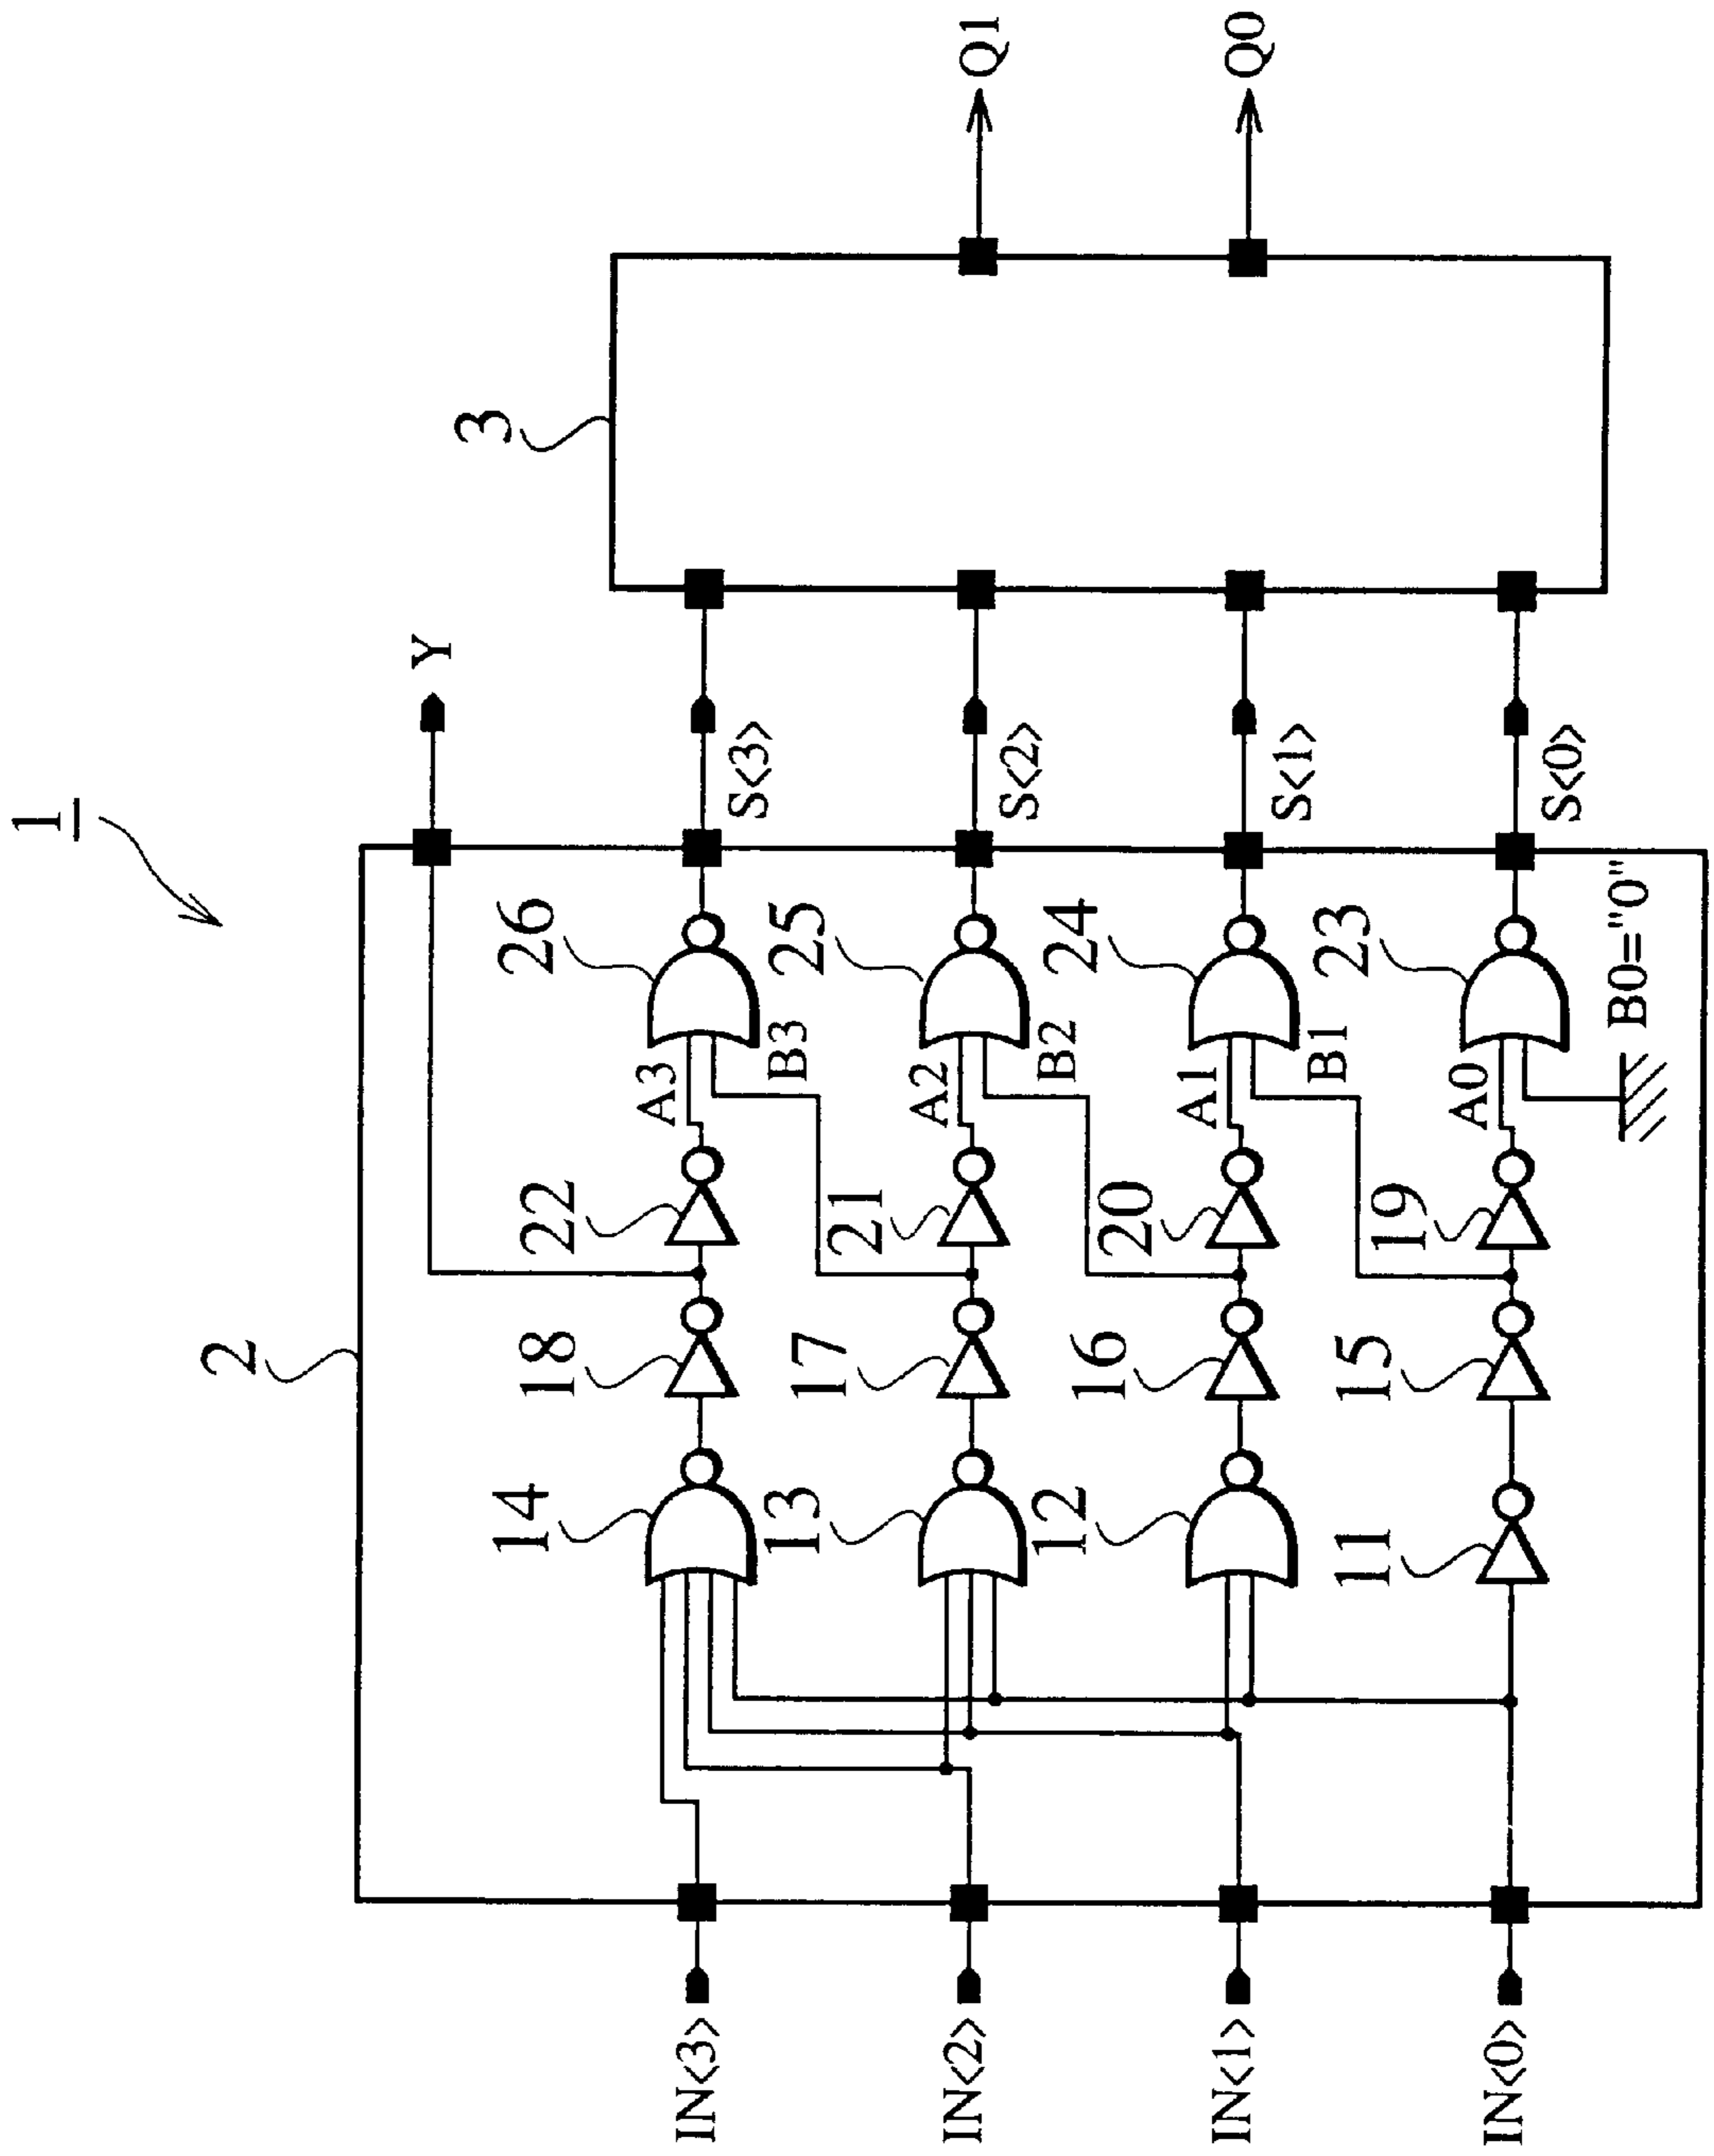 1
2
3
Y
Q1
Q0
IN<3>
14
18
22
A3
B3
26
S<3>
IN<2>
13
17
21
A2
B2
25
S<2>
IN<1>
12
16
20
A1
B1
24
S<1>
IN<0>
11
15
19
A0
B0="0"
23
S<0>